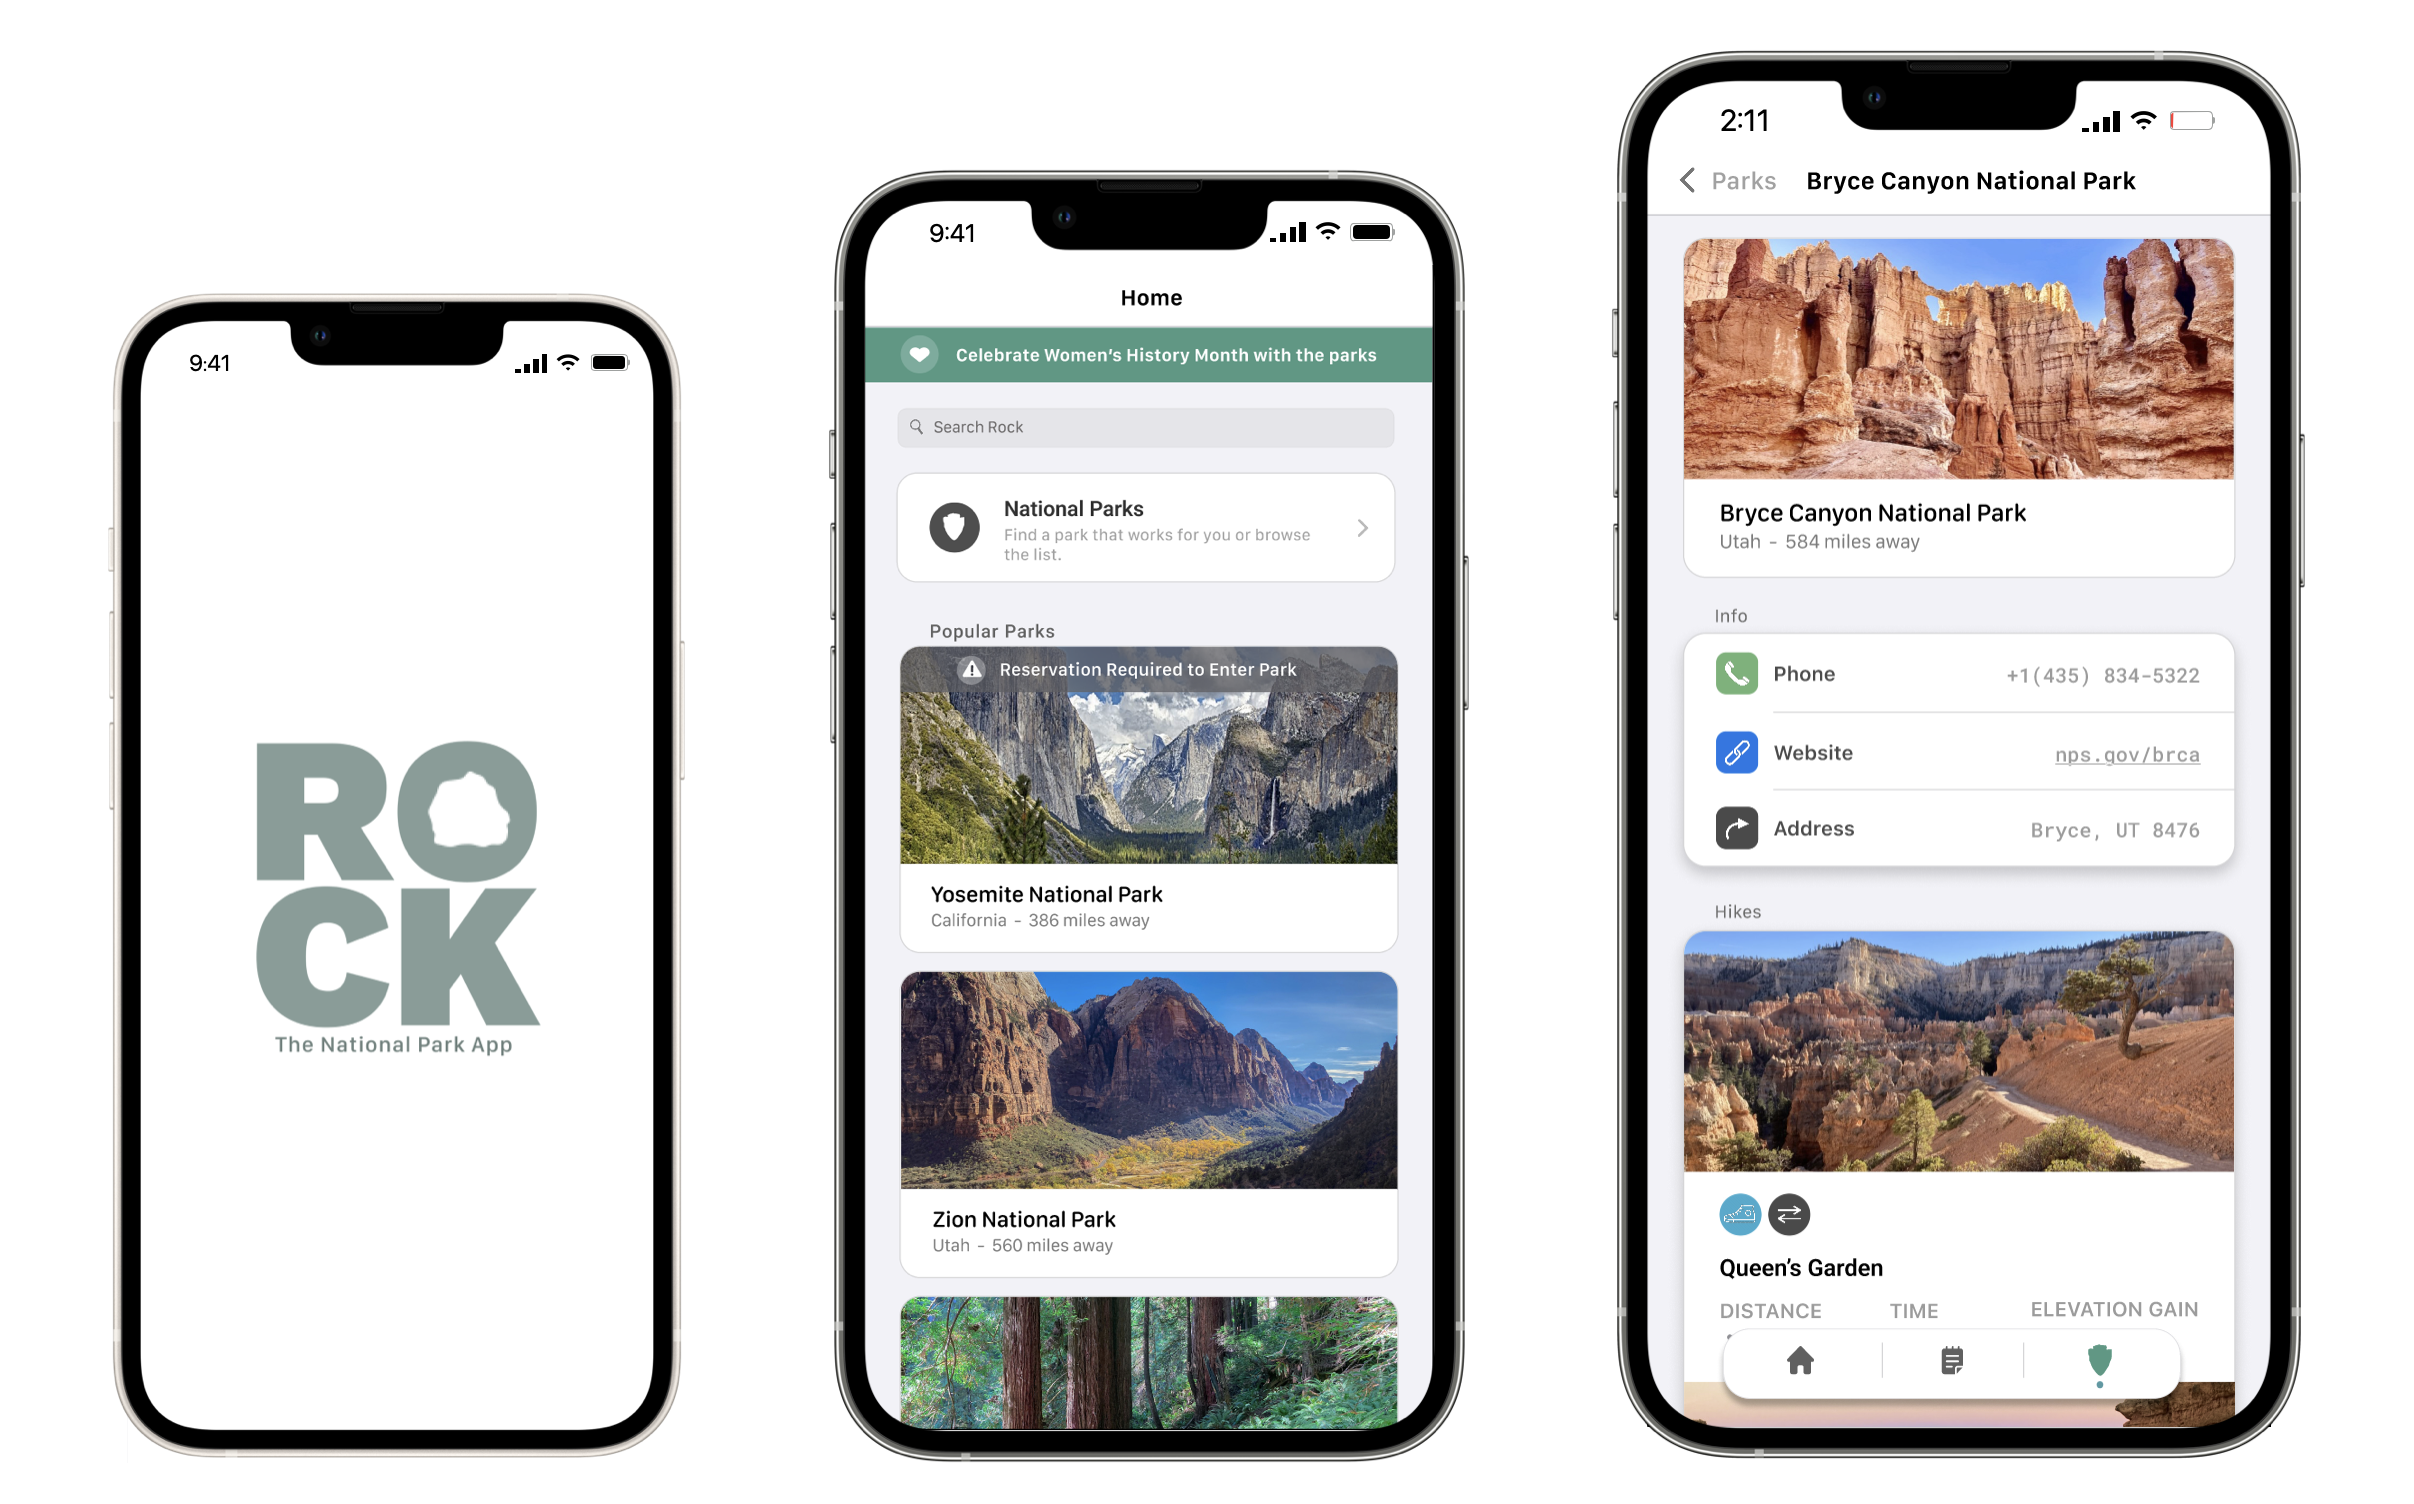 9:41
RO
CK
The National Park App
9:41
Home
Celebrate Women's History Month with the parks
Search Rock
National Parks
Find a park that works for you or browse
the list.
Popular Parks
Reservation Required to Enter Park
Yosemite National Park
California - 386 miles away
Zion National Park
Utah - 560 miles away
2:11
Parks Bryce Canyon National Park
Bryce Canyon National Park
Utah - 584 miles away
Info
Phone +1(435) 834-5322
Website nps.gov/brca
Address Bryce, UT 8476
Hikes
Queen's Garden
DISTANCE TIME ELEVATION GAIN